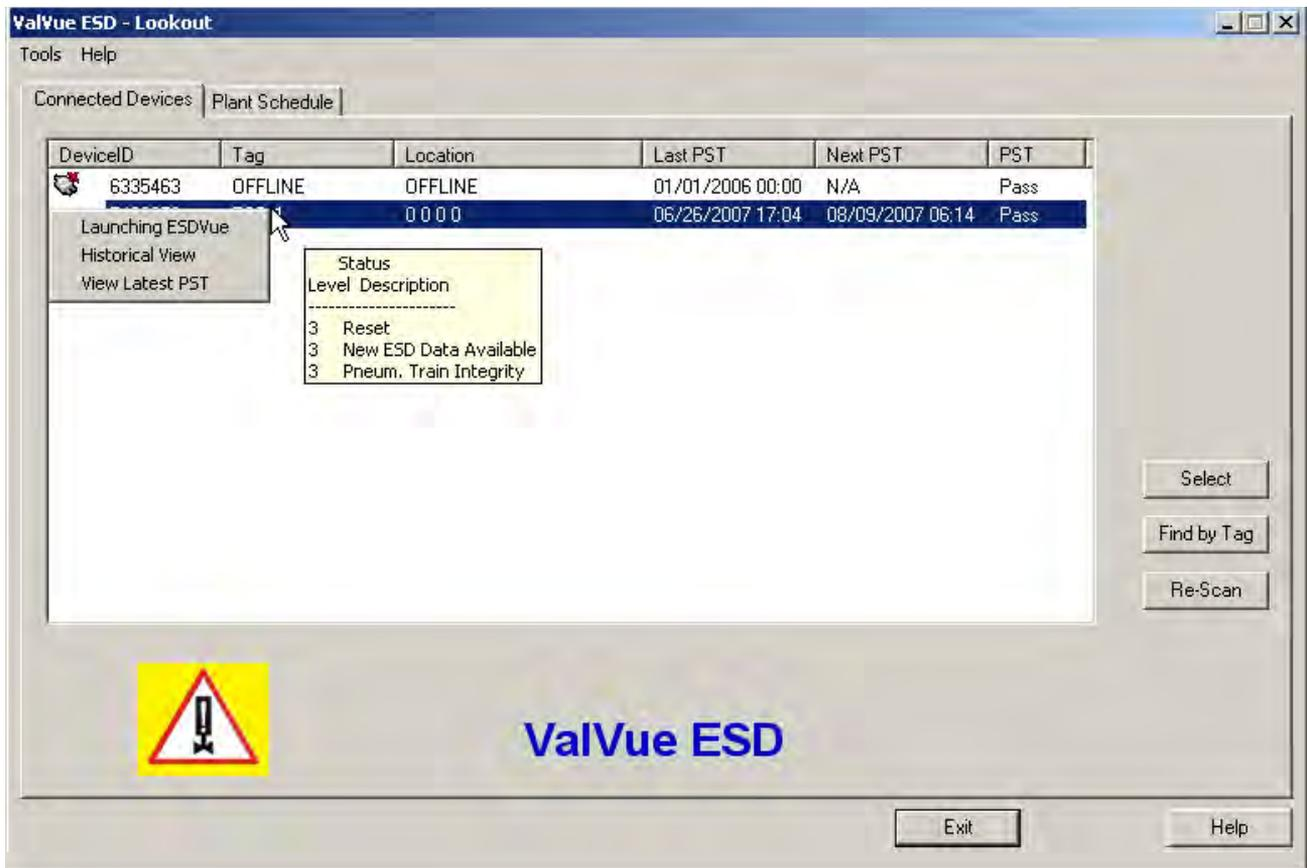 ValVue ESD - Lookout
Tools Help
Connected Devices Plant Schedule
DeviceID Tag Location Last PST Next PST PST
6335463 OFFLINE OFFLINE 01/01/2006 00:00 N/A Pass
0 0 0 0 06/26/2007 17:04 08/09/2007 06:14 Pass
Launching ESDVue
Historical View
View Latest PST
Status
Level Description
----------------------
3 Reset
3 New ESD Data Available
3 Pneum. Train Integrity
Select
Find by Tag
Re-Scan
ValVue ESD
Exit Help